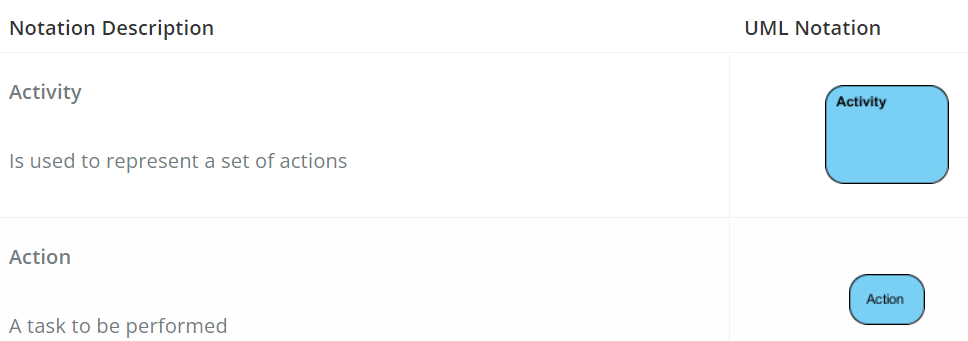 Notation Description
UML Notation
Activity
Activity
Is used to represent a set of actions
Action
Action
A task to be performed